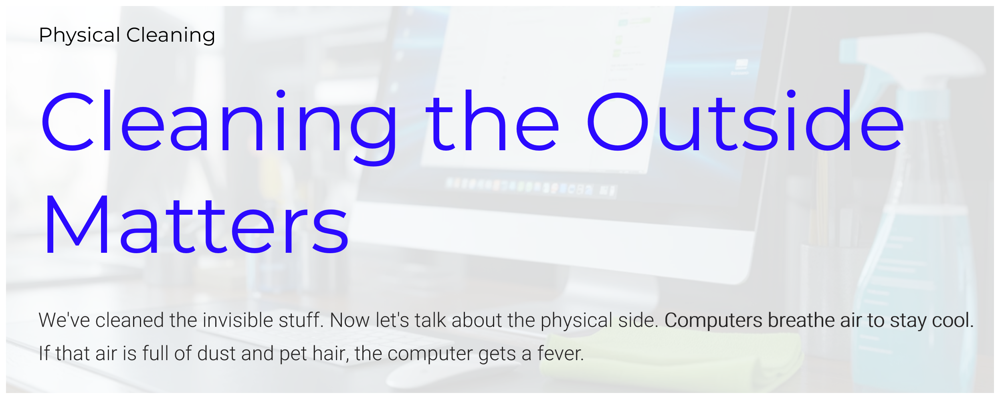 Physical Cleaning
Cleaning the Outside
Matters
We've cleaned the invisible stuff. Now let's talk about the physical side. Computers breathe air to stay cool.
If that air is full of dust and pet hair, the computer gets a fever.